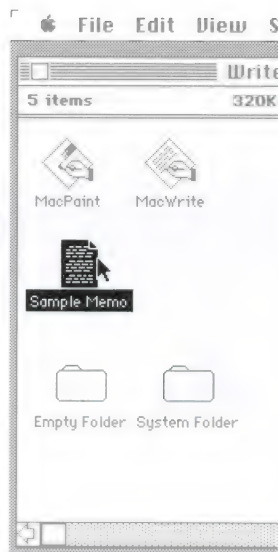 File Edit View S
Write
5 items 320K
MacPaint MacWrite
Sample Memo
Empty Folder System Folder